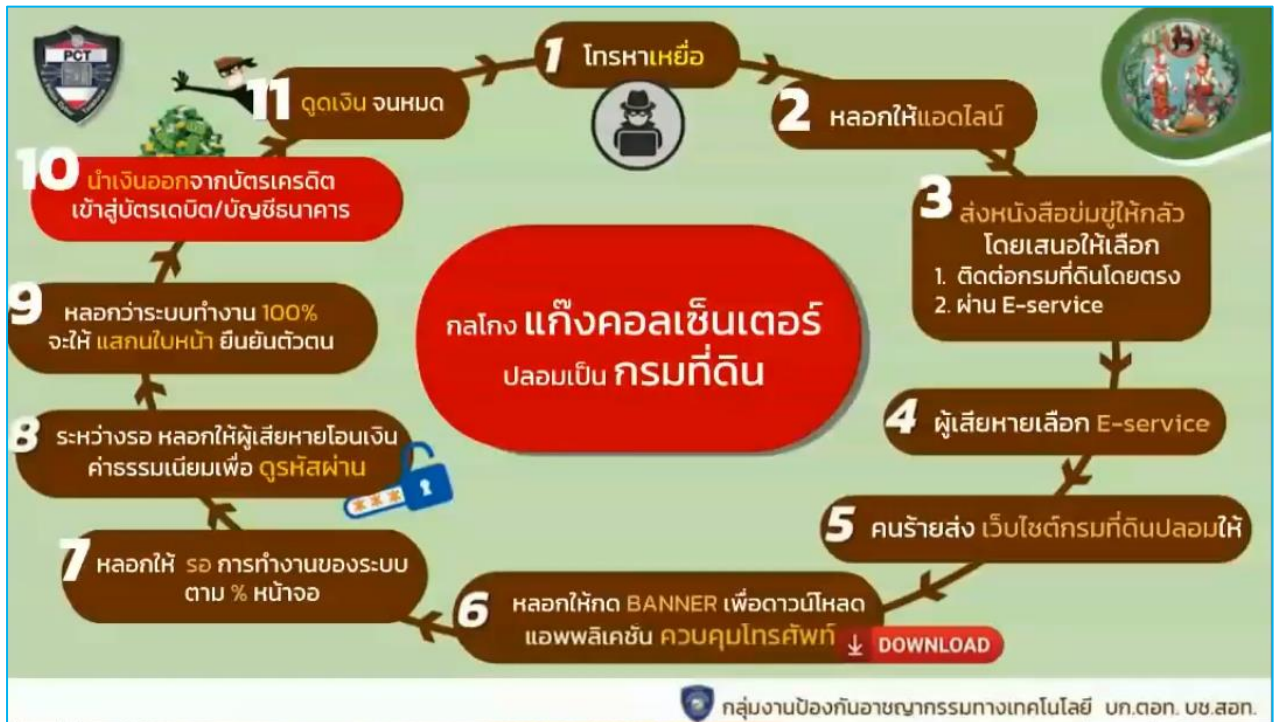 กลโกง แก๊งคอลเซ็นเตอร์
ปลอมเป็น กรมที่ดิน
1 โทรหาเหยื่อ
2 หลอกให้แอดไลน์
3 ส่งหนังสือข่มขู่ให้กลัว
โดยเสนอให้เลือก
1. ติดต่อกรมที่ดินโดยตรง
2. ผ่าน E-service
4 ผู้เสียหายเลือก E-service
5 คนร้ายส่ง เว็บไซต์กรมที่ดินปลอมให้
6 หลอกให้กด BANNER เพื่อดาวน์โหลด
แอพพลิเคชัน ควบคุมโทรศัพท์
DOWNLOAD
7 หลอกให้ รอ การทำงานของระบบ
ตาม % หน้าจอ
8 ระหว่างรอ หลอกให้ผู้เสียหายโอนเงิน
ค่าธรรมเนียมเพื่อ ดูรหัสผ่าน
9 หลอกว่าระบบทำงาน 100%
จะให้ แสกนใบหน้า ยืนยันตัวตน
10 นำเงินออกจากบัตรเครดิต
เข้าสู่บัตรเดบิต/บัญชีธนาคาร
11 ดูดเงิน จนหมด
PCT
กลุ่มงานป้องกันอาชญากรรมทางเทคโนโลยี บก.ตอท. บช.สอท.